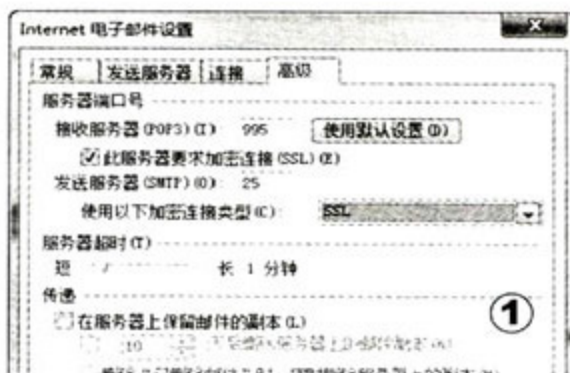 Internet 电子邮件设置
常规 发送服务器 连接 高级
服务器端口号
接收服务器(POP3)(I) 995 使用默认设置(D)
此服务器要求加密连接(SSL)(E)
发送服务器(SMTP)(O): 25
使用以下加密连接类型(C): SSL
服务器超时(T)
短 长 1 分钟
传递
在服务器上保留邮件的副本(L)
10
①